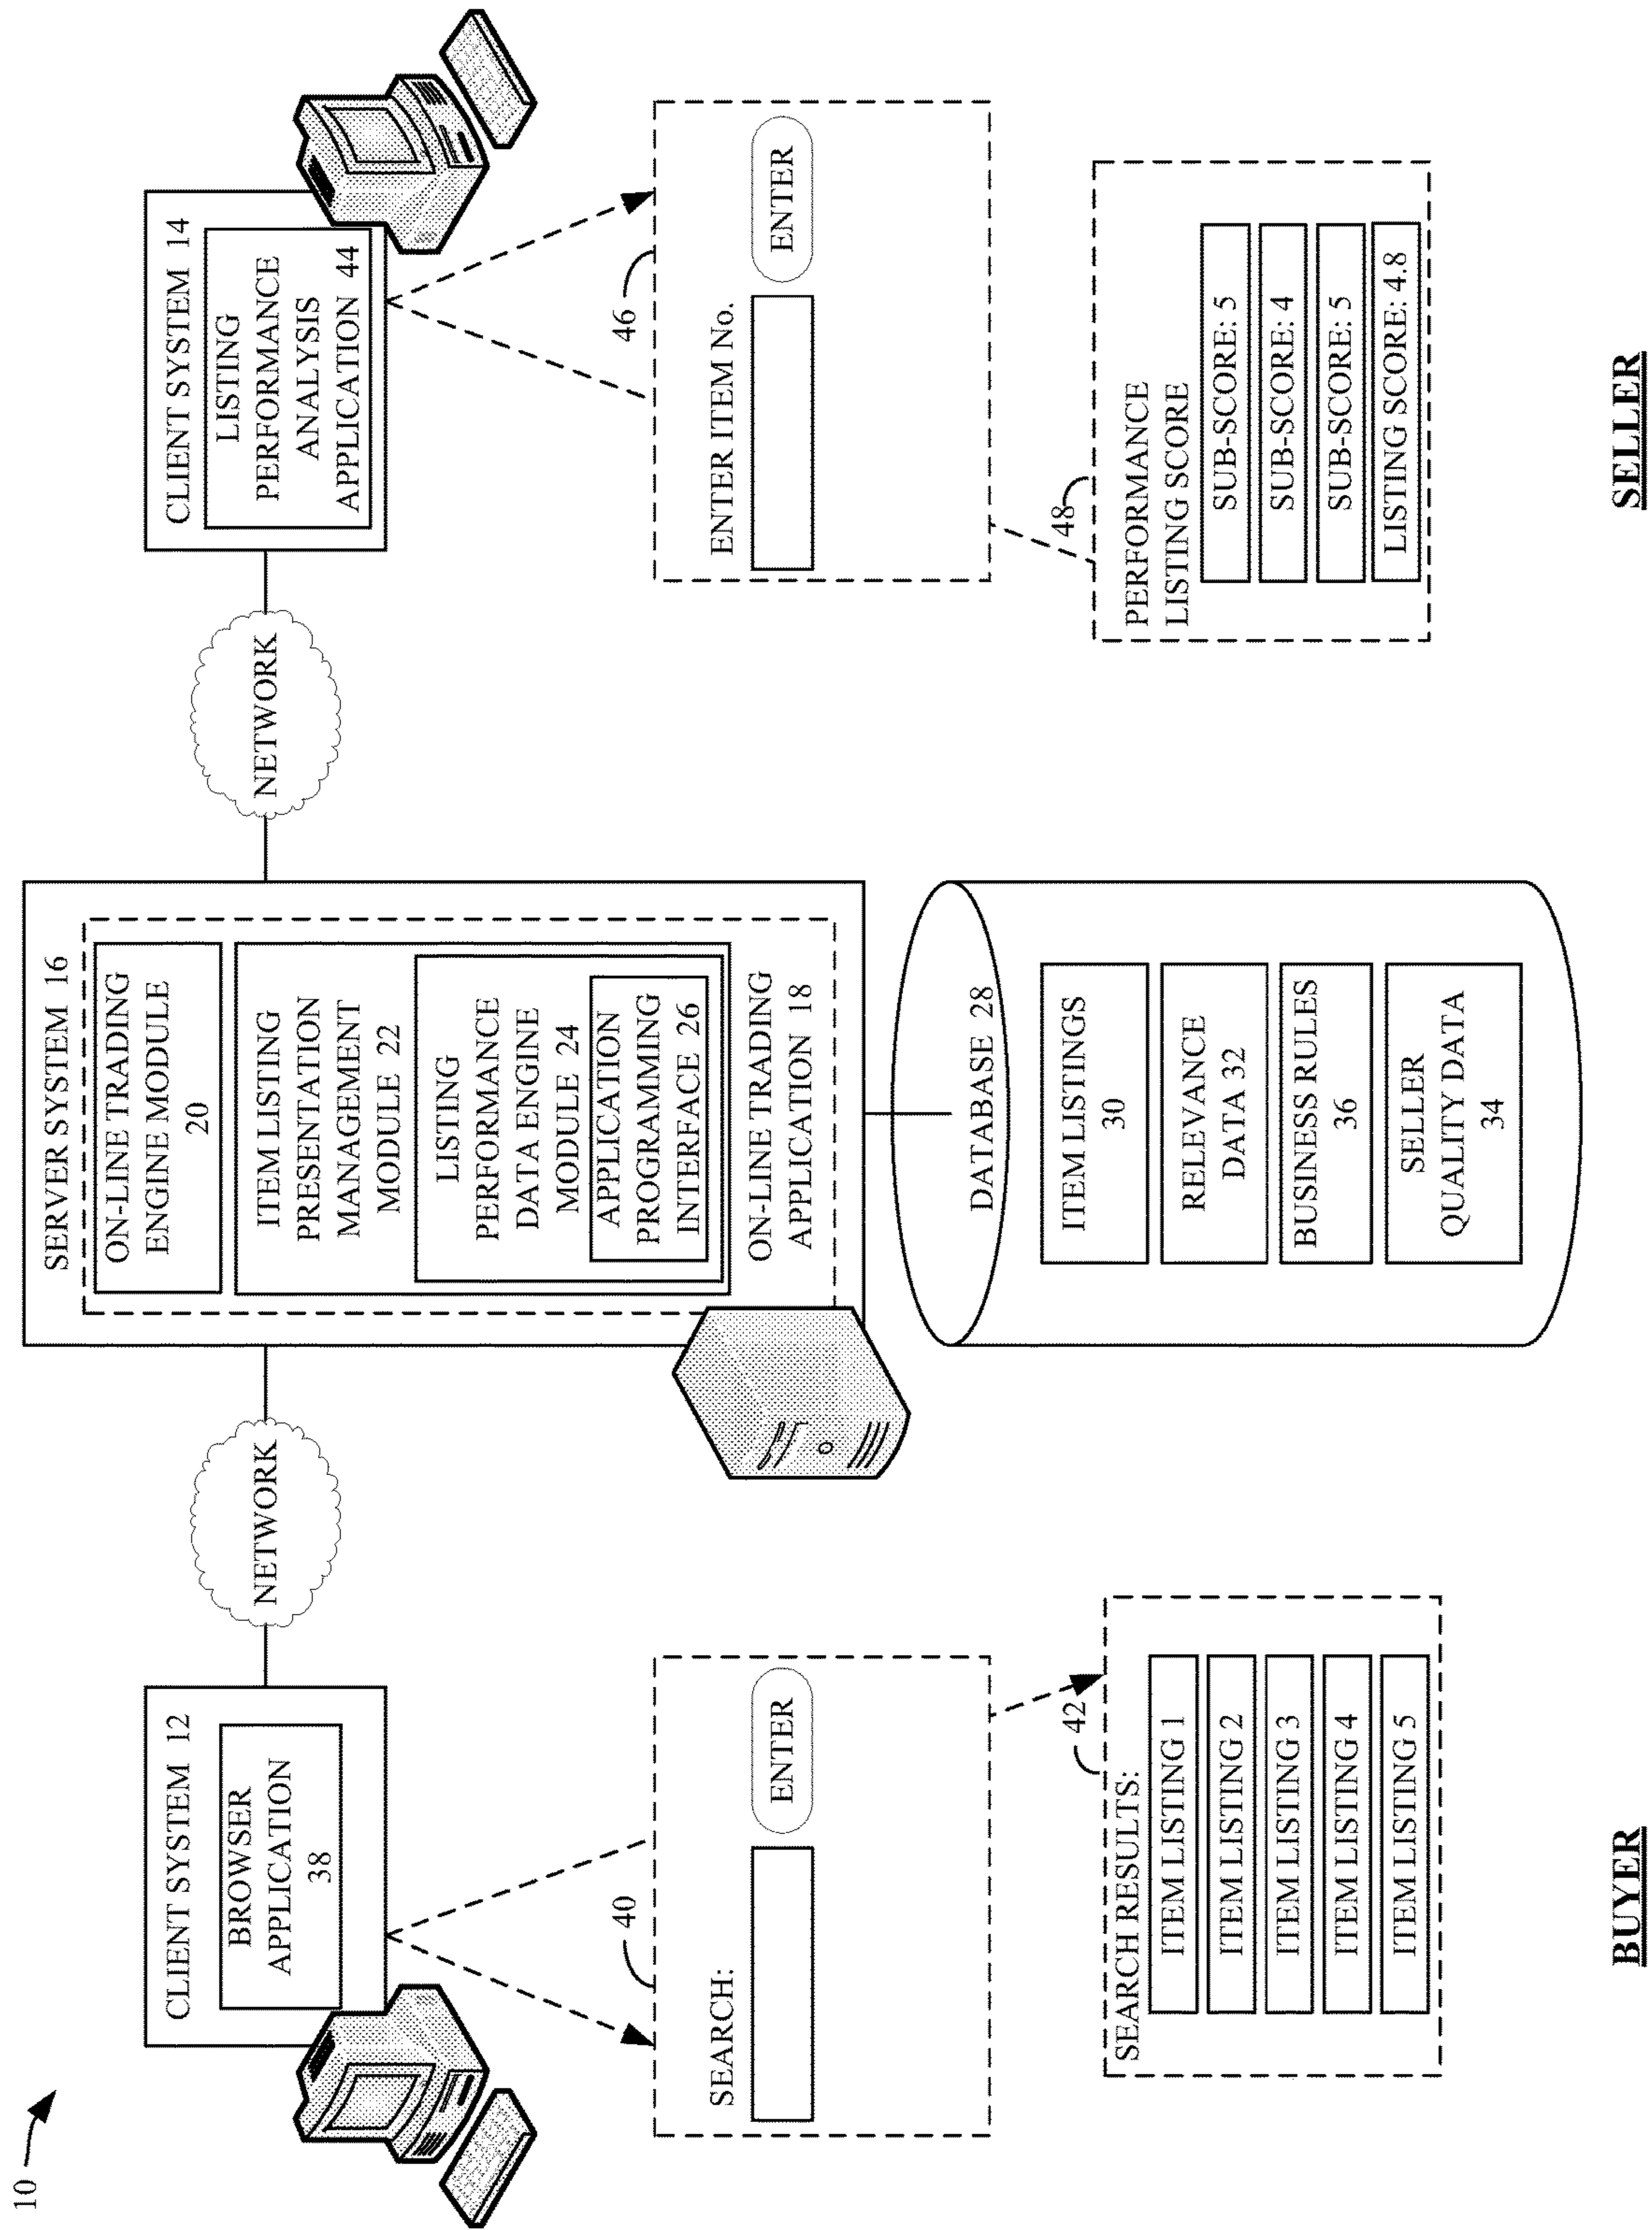 10
CLIENT SYSTEM 12
BROWSER
APPLICATION
38
NETWORK
SERVER SYSTEM 16
ON-LINE TRADING
ENGINE MODULE
20
ITEM LISTING
PRESENTATION
MANAGEMENT
MODULE 22
LISTING
PERFORMANCE
DATA ENGINE
MODULE 24
APPLICATION
PROGRAMMING
INTERFACE 26
ON-LINE TRADING
APPLICATION 18
NETWORK
CLIENT SYSTEM 14
LISTING
PERFORMANCE
ANALYSIS
APPLICATION 44
40
SEARCH:
ENTER
42
SEARCH RESULTS:
ITEM LISTING 1
ITEM LISTING 2
ITEM LISTING 3
ITEM LISTING 4
ITEM LISTING 5
DATABASE 28
ITEM LISTINGS
30
RELEVANCE
DATA 32
BUSINESS RULES
36
SELLER
QUALITY DATA
34
46
ENTER ITEM No.
ENTER
48
PERFORMANCE
LISTING SCORE
SUB-SCORE: 5
SUB-SCORE: 4
SUB-SCORE: 5
LISTING SCORE: 4.8
BUYER
SELLER